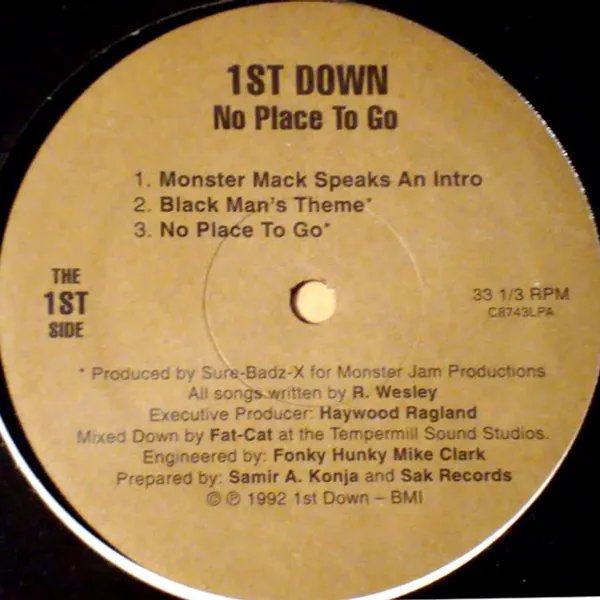 1ST DOWN
No Place To Go
1. Monster Mack Speaks An Intro
2. Black Man's Theme*
3. No Place To Go*
THE
1ST
SIDE
33 1/3 RPM
C8743LPA
* Produced by Sure-Badz-X for Monster Jam Productions
All songs written by R. Wesley
Executive Producer: Haywood Ragland
Mixed Down by Fat-Cat at the Tempermill Sound Studios.
Engineered by: Fonky Hunky Mike Clark
Prepared by: Samir A. Konja and Sak Records
© ℗ 1992 1st Down – BMI